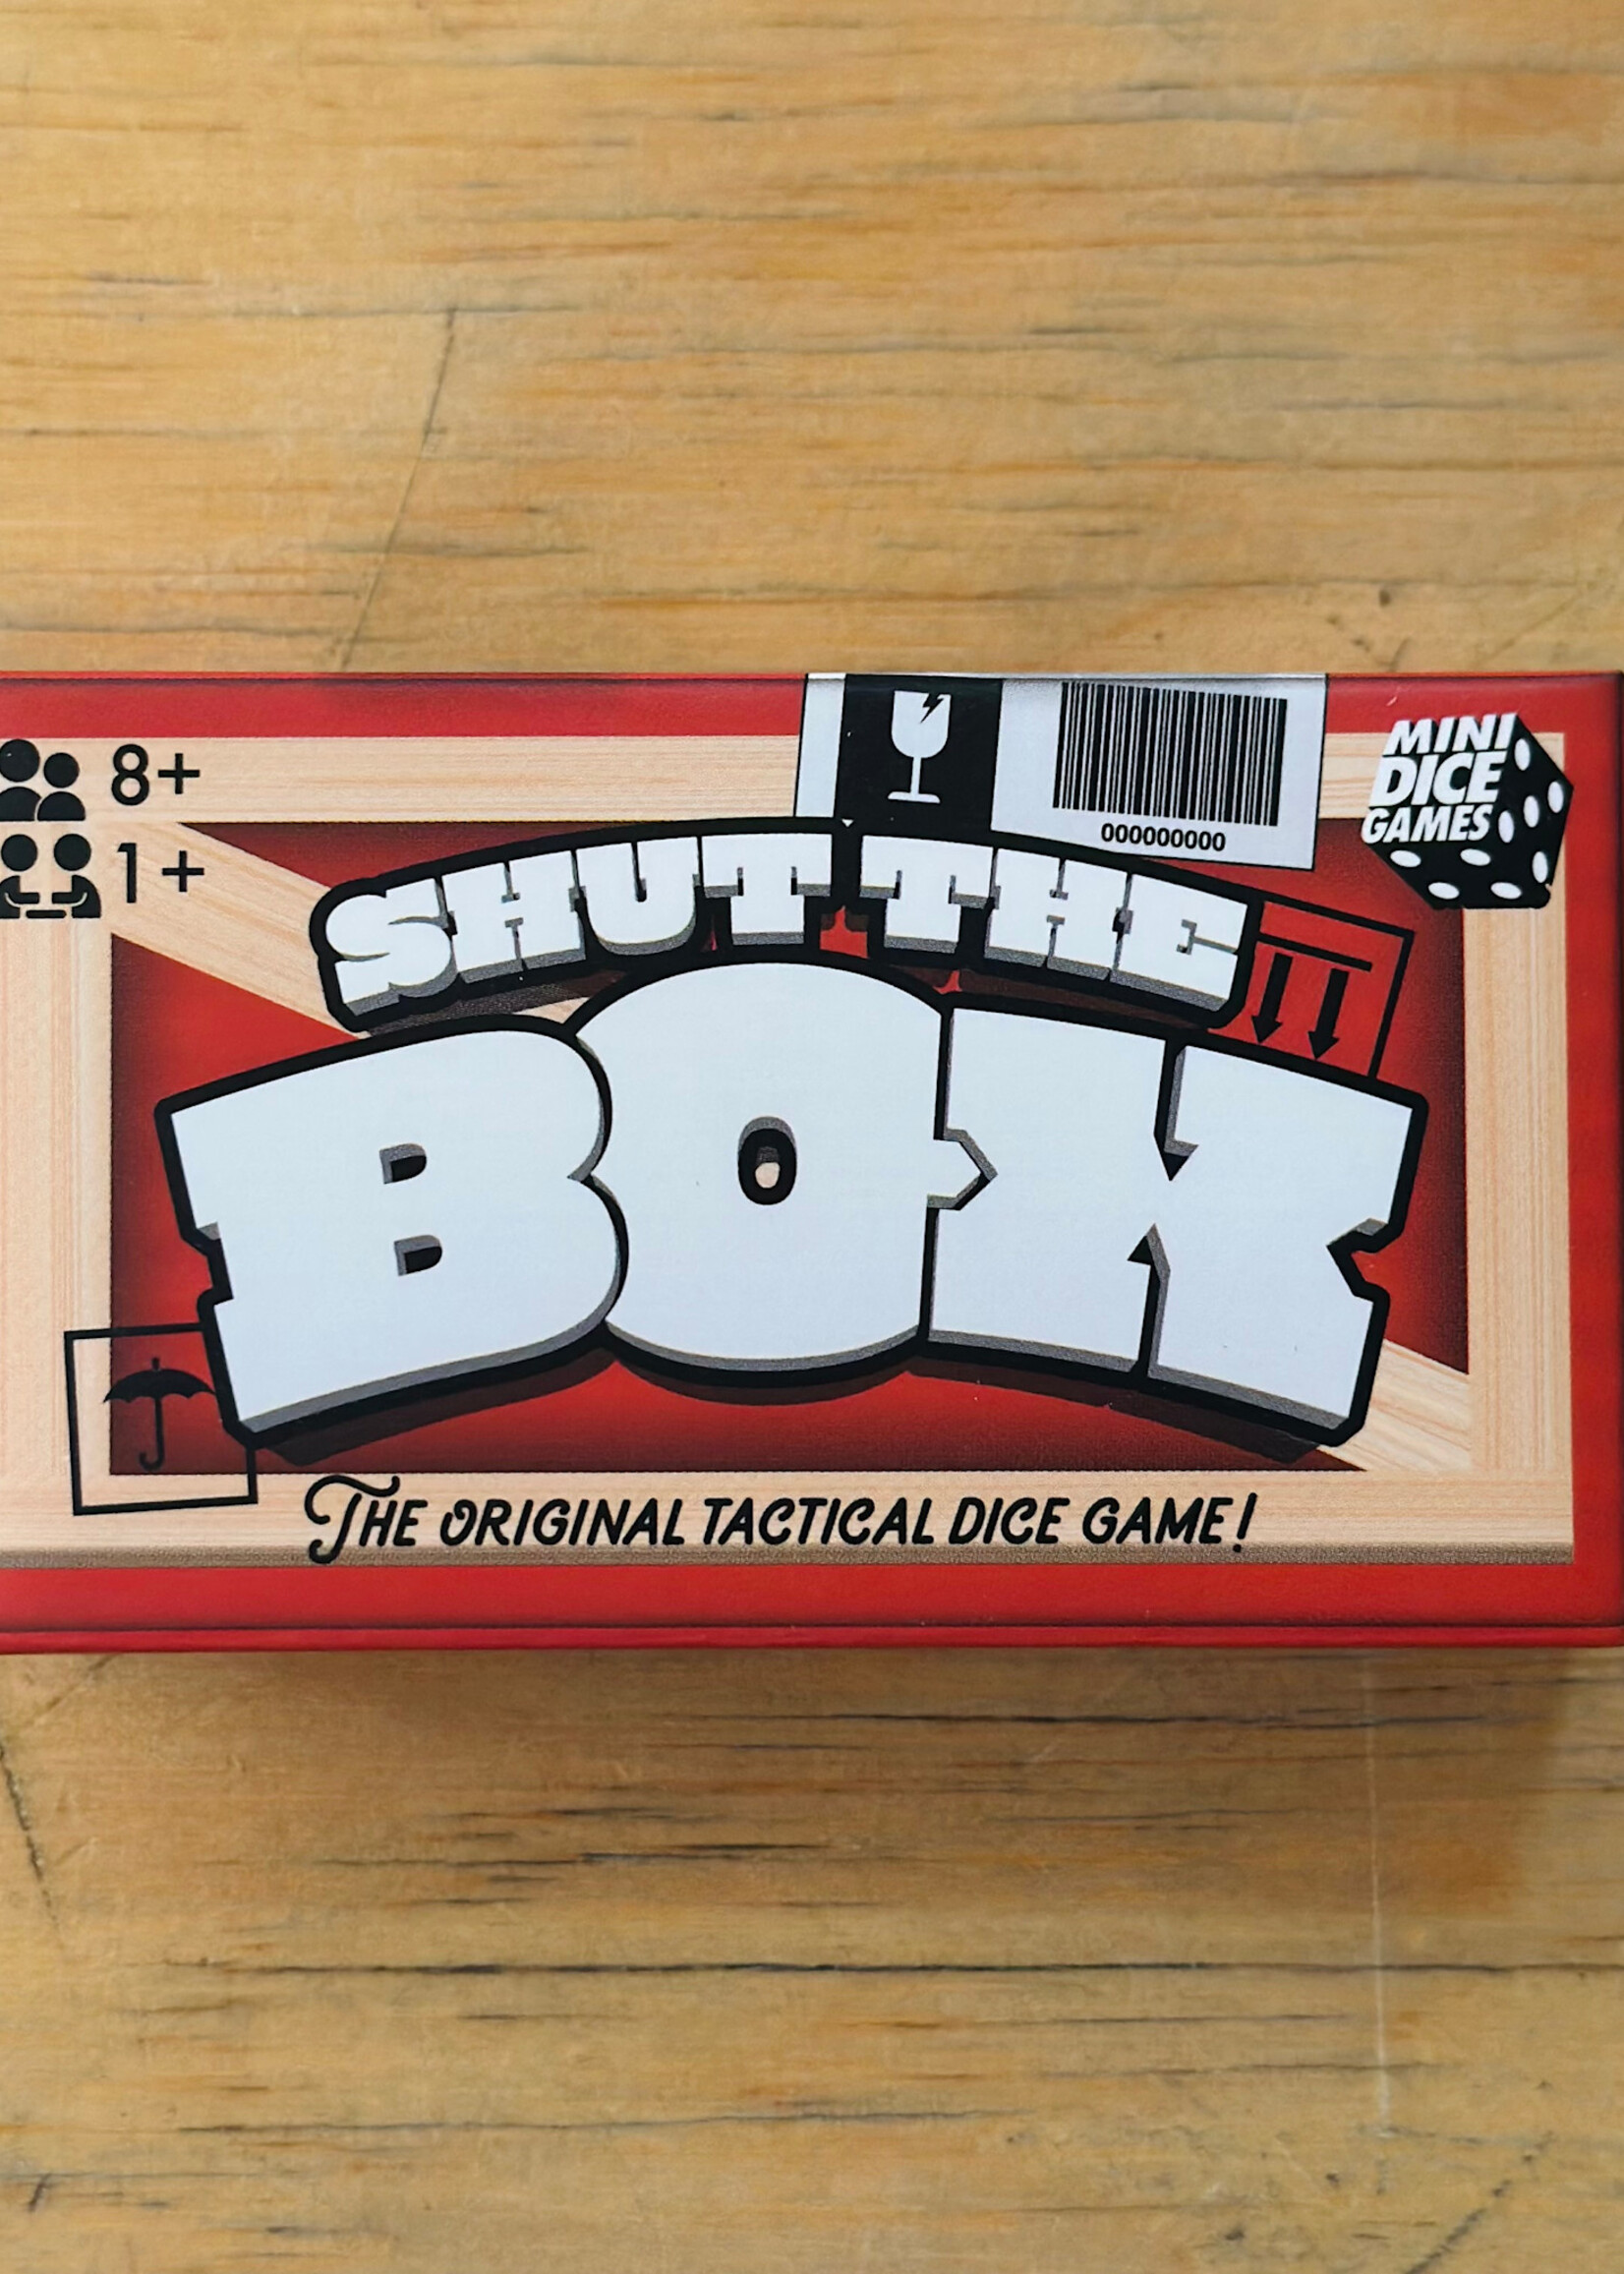 8+
1+
000000000
MINI
DICE
GAMES
SHUT THE
BOX
THE ORIGINAL TACTICAL DICE GAME!